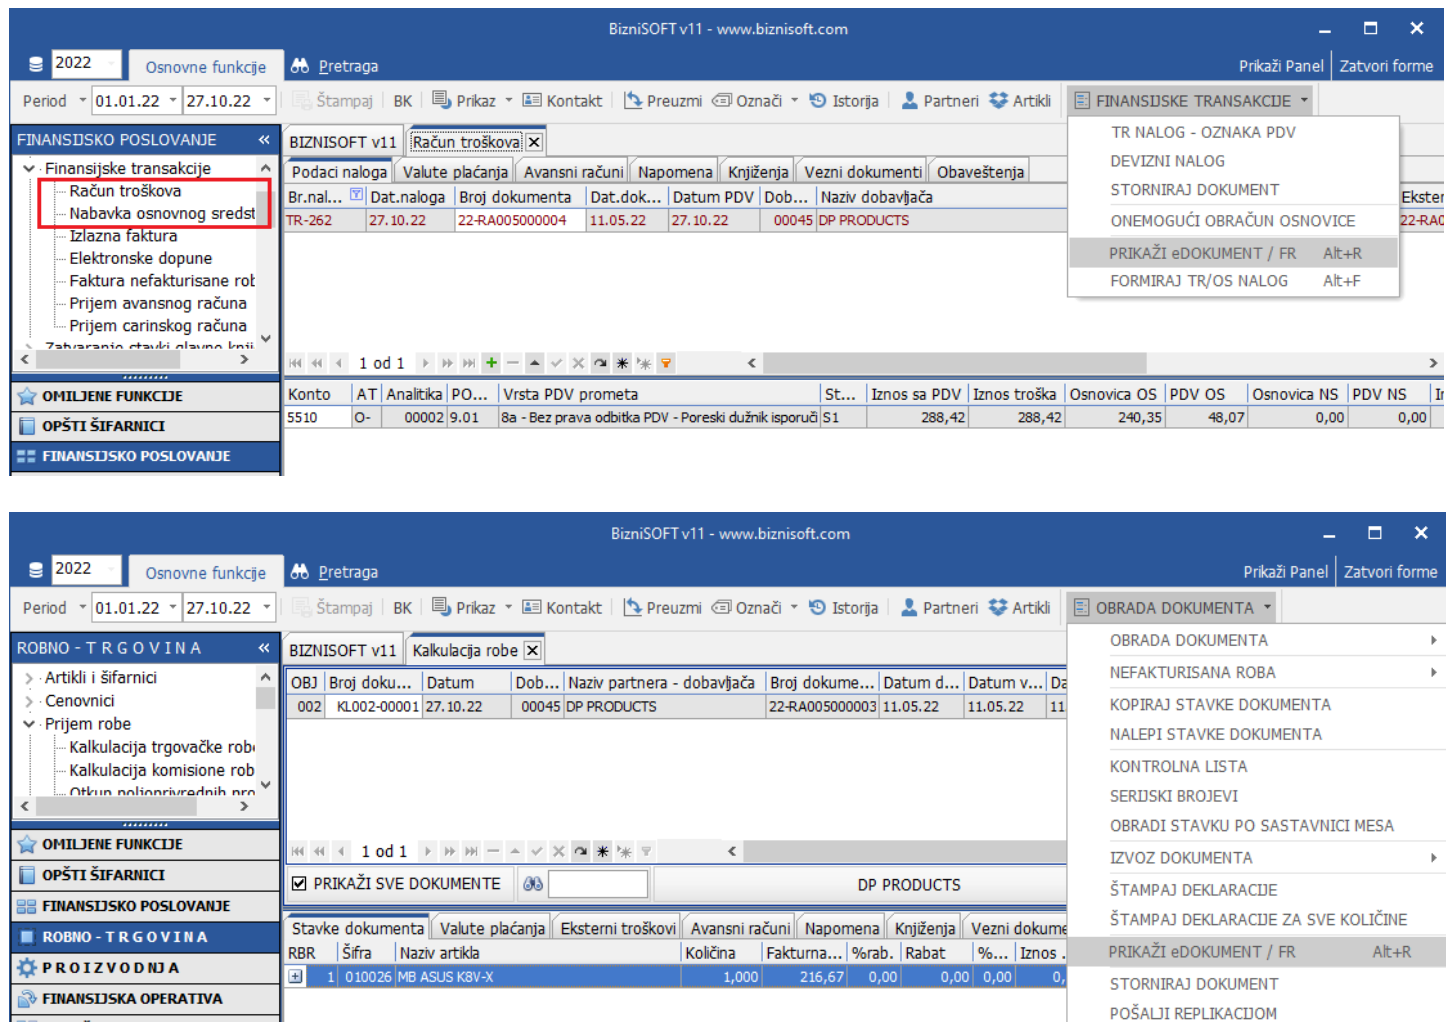 BizniSOFT v11 - www.biznisoft.com
2022 Osnovne funkcije Pretraga Prikaži Panel Zatvori forme
Period 01.01.22 27.10.22 Štampaj BK Prikaz Kontakt Preuzmi Označi Istorija Partneri Artikli FINANSIJSKE TRANSAKCIJE
FINANSIJSKO POSLOVANJE « BIZNISOFT v11 Račun troškova
TR NALOG - OZNAKA PDV
DEVIZNI NALOG
STORNIRAJ DOKUMENT
ONEMOGUĆI OBRAČUN OSNOVICE
PRIKAŽI eDOKUMENT / FR Alt+R
FORMIRAJ TR/OS NALOG Alt+F
Finansijske transakcije
Račun troškova
Nabavka osnovnog sredst
Izlazna faktura
Elektronske dopune
Faktura nefakturisane rob
Prijem avansnog računa
Prijem carinskog računa
Zatvaranje stavki glavne knji
Podaci naloga Valute plaćanja Avansni računi Napomena Knjiženja Vezni dokumenti Obaveštenja
Br.nal... Dat.naloga Broj dokumenta Dat.dok... Datum PDV Dob... Naziv dobavljača Ekster
TR-262 27.10.22 22-RA005000004 11.05.22 27.10.22 00045 DP PRODUCTS 22-RA0
1 od 1
OMILJENE FUNKCIJE
OPŠTI ŠIFARNICI
FINANSIJSKO POSLOVANJE
Konto AT Analitika PO... Vrsta PDV prometa St... Iznos sa PDV Iznos troška Osnovica OS PDV OS Osnovica NS PDV NS
5510 O- 00002 9.01 8a - Bez prava odbitka PDV - Poreski dužnik isporuči S1 288,42 288,42 240,35 48,07 0,00 0,00
BizniSOFT v11 - www.biznisoft.com
2022 Osnovne funkcije Pretraga Prikaži Panel Zatvori forme
Period 01.01.22 27.10.22 Štampaj BK Prikaz Kontakt Preuzmi Označi Istorija Partneri Artikli OBRADA DOKUMENTA
ROBNO - T R G O V I N A « BIZNISOFT v11 Kalkulacija robe
Artikli i šifarnici
Cenovnici
Prijem robe
Kalkulacija trgovačke robe
Kalkulacija komisione rob
Otkup poljoprivrednih pro
OBJ Broj doku... Datum Dob... Naziv partnera - dobavljača Broj dokume... Datum d... Datum v... Da
002 KL002-00001 27.10.22 00045 DP PRODUCTS 22-RA005000003 11.05.22 11.05.22 11
1 od 1
PRIKAŽI SVE DOKUMENTE DP PRODUCTS
OMILJENE FUNKCIJE
OPŠTI ŠIFARNICI
FINANSIJSKO POSLOVANJE
ROBNO - T R G O V I N A
P R O I Z V O D NJ A
FINANSIJSKA OPERATIVA
Stavke dokumenta Valute plaćanja Eksterni troškovi Avansni računi Napomena Knjiženja Vezni dokume
RBR Šifra Naziv artikla Količina Fakturna... %rab. Rabat %... Iznos .
1 010026 MB ASUS K8V-X 1,000 216,67 0,00 0,00 0,00 0,
OBRADA DOKUMENTA
NEFAKTURISANA ROBA
KOPIRAJ STAVKE DOKUMENTA
NALEPI STAVKE DOKUMENTA
KONTROLNA LISTA
SERIJSKI BROJEVI
OBRADI STAVKU PO SASTAVNICI MESA
IZVOZ DOKUMENTA
ŠTAMPAJ DEKLARACIJE
ŠTAMPAJ DEKLARACIJE ZA SVE KOLIČINE
PRIKAŽI eDOKUMENT / FR Alt+R
STORNIRAJ DOKUMENT
POŠALJI REPLIKACIJOM